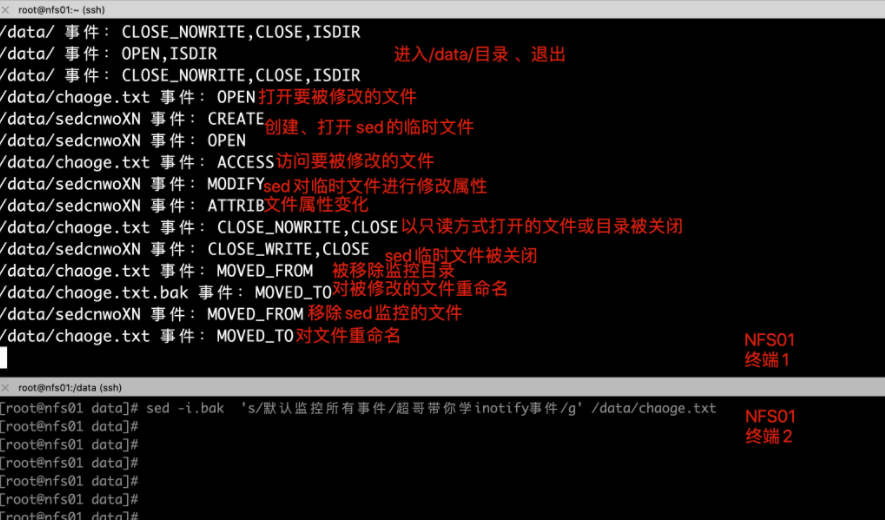 root@nfs01:~ (ssh)
/data/ 事件: CLOSE_NOWRITE,CLOSE,ISDIR
/data/ 事件: OPEN,ISDIR 进入/data/目录 、退出
/data/ 事件: CLOSE_NOWRITE,CLOSE,ISDIR
/data/chaoge.txt 事件: OPEN 打开要被修改的文件
/data/sedcnwoXN 事件: CREATE
创建、打开 sed的临时文件
/data/sedcnwoXN 事件: OPEN
/data/chaoge.txt 事件: ACCESS 访问要被修改的文件
/data/sedcnwoXN 事件: MODIFY sed对临时文件进行修改属性
/data/sedcnwoXN 事件: ATTRIB 文件属性变化
/data/chaoge.txt 事件: CLOSE_NOWRITE,CLOSE 以只读方式打开的文件或目录被关闭
/data/sedcnwoXN 事件: CLOSE_WRITE,CLOSE sed临时文件被关闭
/data/chaoge.txt 事件: MOVED_FROM 被移除监控目录
/data/chaoge.txt.bak 事件: MOVED_TO 对被修改的文件重命名
/data/sedcnwoXN 事件: MOVED_FROM 移除sed监控的文件
/data/chaoge.txt 事件: MOVED_TO 对文件重命名
NFS01
终端1
root@nfs01:/data (ssh)
[root@nfs01 data]# sed -i.bak  's/默认监控所有事件/超哥带你学inotify事件/g' /data/chaoge.txt
[root@nfs01 data]#
[root@nfs01 data]#
[root@nfs01 data]#
[root@nfs01 data]#
[root@nfs01 data]#
[root@nfs01 data]#
NFS01
终端2